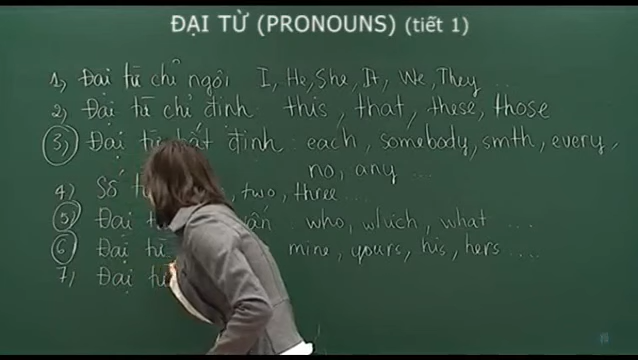 ĐẠI TỪ (PRONOUNS) (tiết 1)
1, Đại từ chỉ ngôi I, He, She, It, We, They ...
2, Đại từ chỉ định this, that, these, those
3, Đại từ bất định : each, somebody, smth, every,
no, any ...
4, Số two, three ...
5, Đại vấn : who, which, what ...
6, Đại từ mine, yours, his, hers ....
7, Đại từ